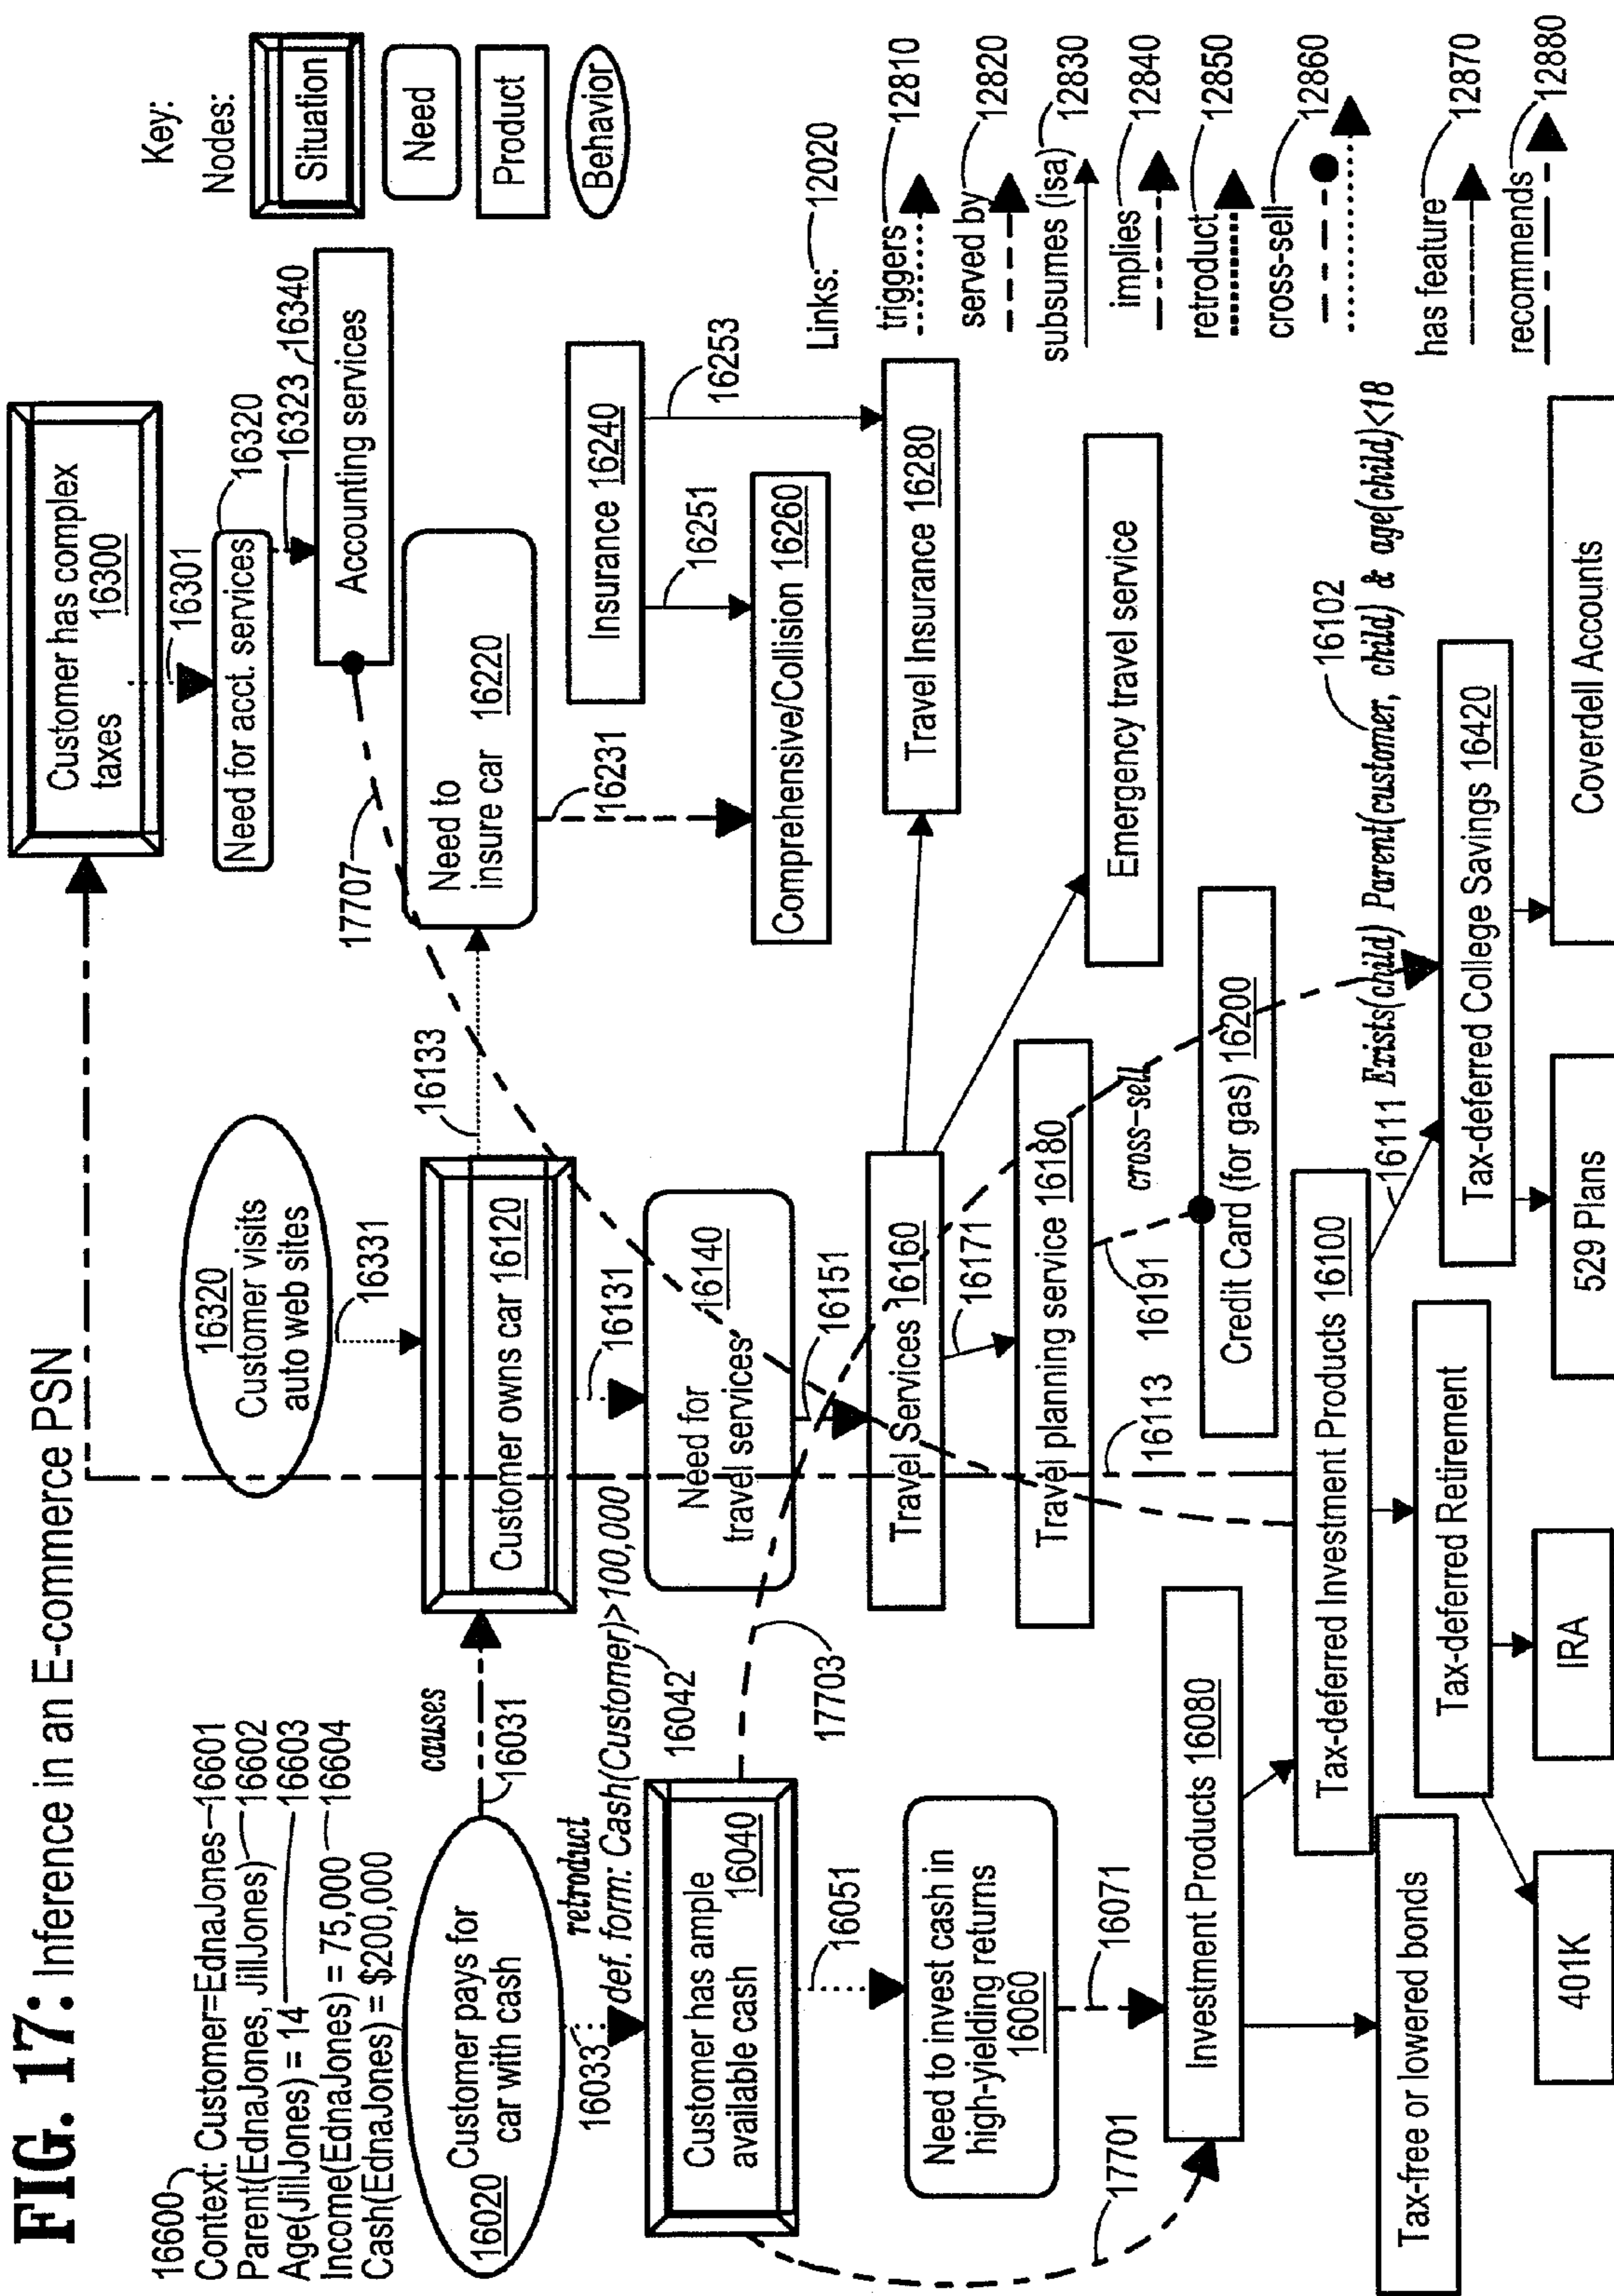 FIG. 17: Inference in an E-commerce PSN
16600
Context: Customer=EdnaJones 16601
Parent(EdnaJones, JillJones) 16602
Age(JillJones) = 14 16603
Income(EdnaJones) = 75,000 16604
Cash(EdnaJones) = $200,000
Customer pays for
car with cash
16020
causes
16031
16033
retroduct
def. form: Cash(Customer)>100,000
16042
Customer has ample
available cash 16040
16051
Need to invest cash in
high-yielding returns
16060
16071
17701
17703
Investment Products 16080
Tax-free or lowered bonds
Tax-deferred Investment Products 16100
Tax-deferred Retirement
401K
IRA
16320
Customer visits
auto web sites
16331
Customer owns car 16120
16131
16133
Need for
travel services
16140
16151
Travel Services 16160
16171
Travel planning service 16180
16113
16191
cross-sell
Credit Card (for gas) 16200
16111
Exists(child) Parent(customer, child) & age(child)<18
16102
Tax-deferred College Savings 16420
529 Plans
Coverdell Accounts
Customer has complex
taxes 16300
16301
Need for act. services
16320
16323
16340
Accounting services
17707
Need to
insure car 16220
16231
Insurance 16240
16251
16253
Comprehensive/Collision 16260
Travel Insurance 16280
Emergency travel service
Key:
Nodes:
Situation
Need
Product
Behavior
Links: 12020
triggers 12810
served by 12820
subsumes (isa) 12830
implies 12840
retroduct 12850
cross-sell 12860
has feature 12870
recommends 12880